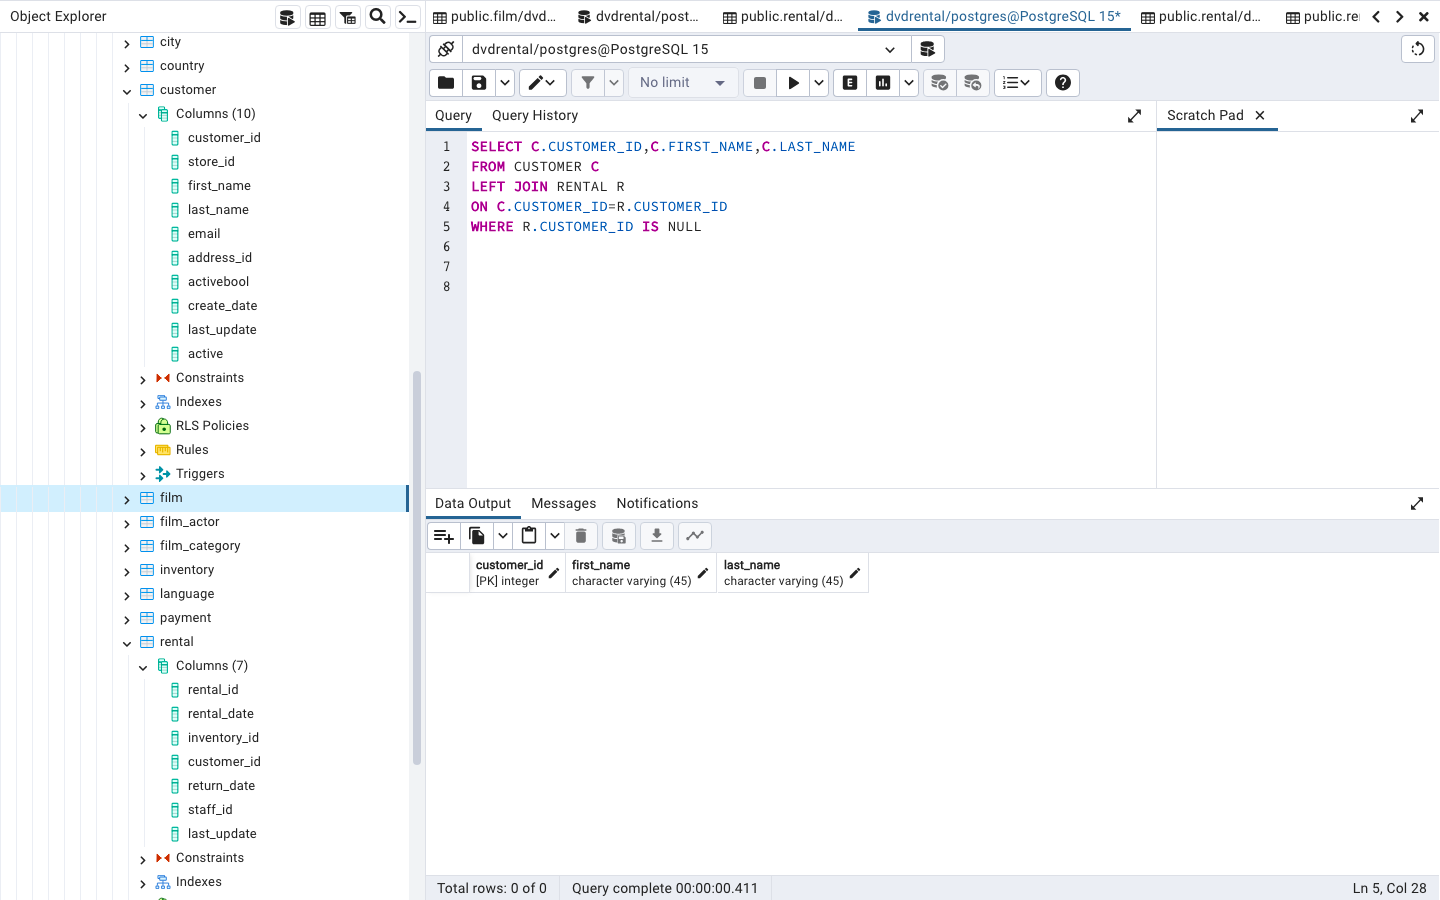 Object Explorer
city
country
customer
Columns (10)
customer_id
store_id
first_name
last_name
email
address_id
activebool
create_date
last_update
active
Constraints
Indexes
RLS Policies
Rules
Triggers
film
film_actor
film_category
inventory
language
payment
rental
Columns (7)
rental_id
rental_date
inventory_id
customer_id
return_date
staff_id
last_update
Constraints
Indexes
public.film/dvd... dvdrental/post... public.rental/d... dvdrental/postgres@PostgreSQL 15* public.rental/d... public.re
dvdrental/postgres@PostgreSQL 15
No limit E
Query Query History
Scratch Pad
1 SELECT C.CUSTOMER_ID,C.FIRST_NAME,C.LAST_NAME
2 FROM CUSTOMER C
3 LEFT JOIN RENTAL R
4 ON C.CUSTOMER_ID=R.CUSTOMER_ID
5 WHERE R.CUSTOMER_ID IS NULL
6
7
8
Data Output Messages Notifications
customer_id first_name last_name
[PK] integer character varying (45) character varying (45)
Total rows: 0 of 0 Query complete 00:00:00.411 Ln 5, Col 28